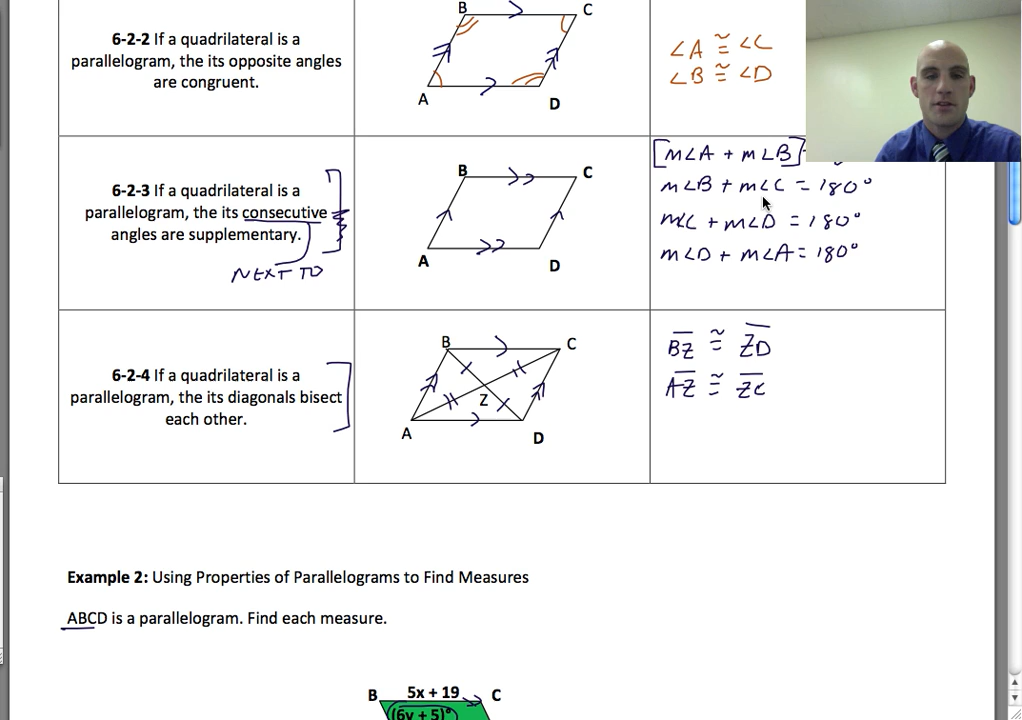 B C
6-2-2 If a quadrilateral is a
parallelogram, the its opposite angles
are congruent.
A D
∠A ≅ ∠C
∠B ≅ ∠D
6-2-3 If a quadrilateral is a
parallelogram, the its consecutive
angles are supplementary.
NEXT TO
B C
A D
[m∠A + m∠B]
m∠B + m∠C = 180°
m∠C + m∠D = 180°
m∠D + m∠A = 180°
6-2-4 If a quadrilateral is a
parallelogram, the its diagonals bisect
each other.
B C
Z
A D
BZ ≅ ZD
AZ ≅ ZC
Example 2: Using Properties of Parallelograms to Find Measures
ABCD is a parallelogram. Find each measure.
B 5x + 19 C
(6y + 5)°